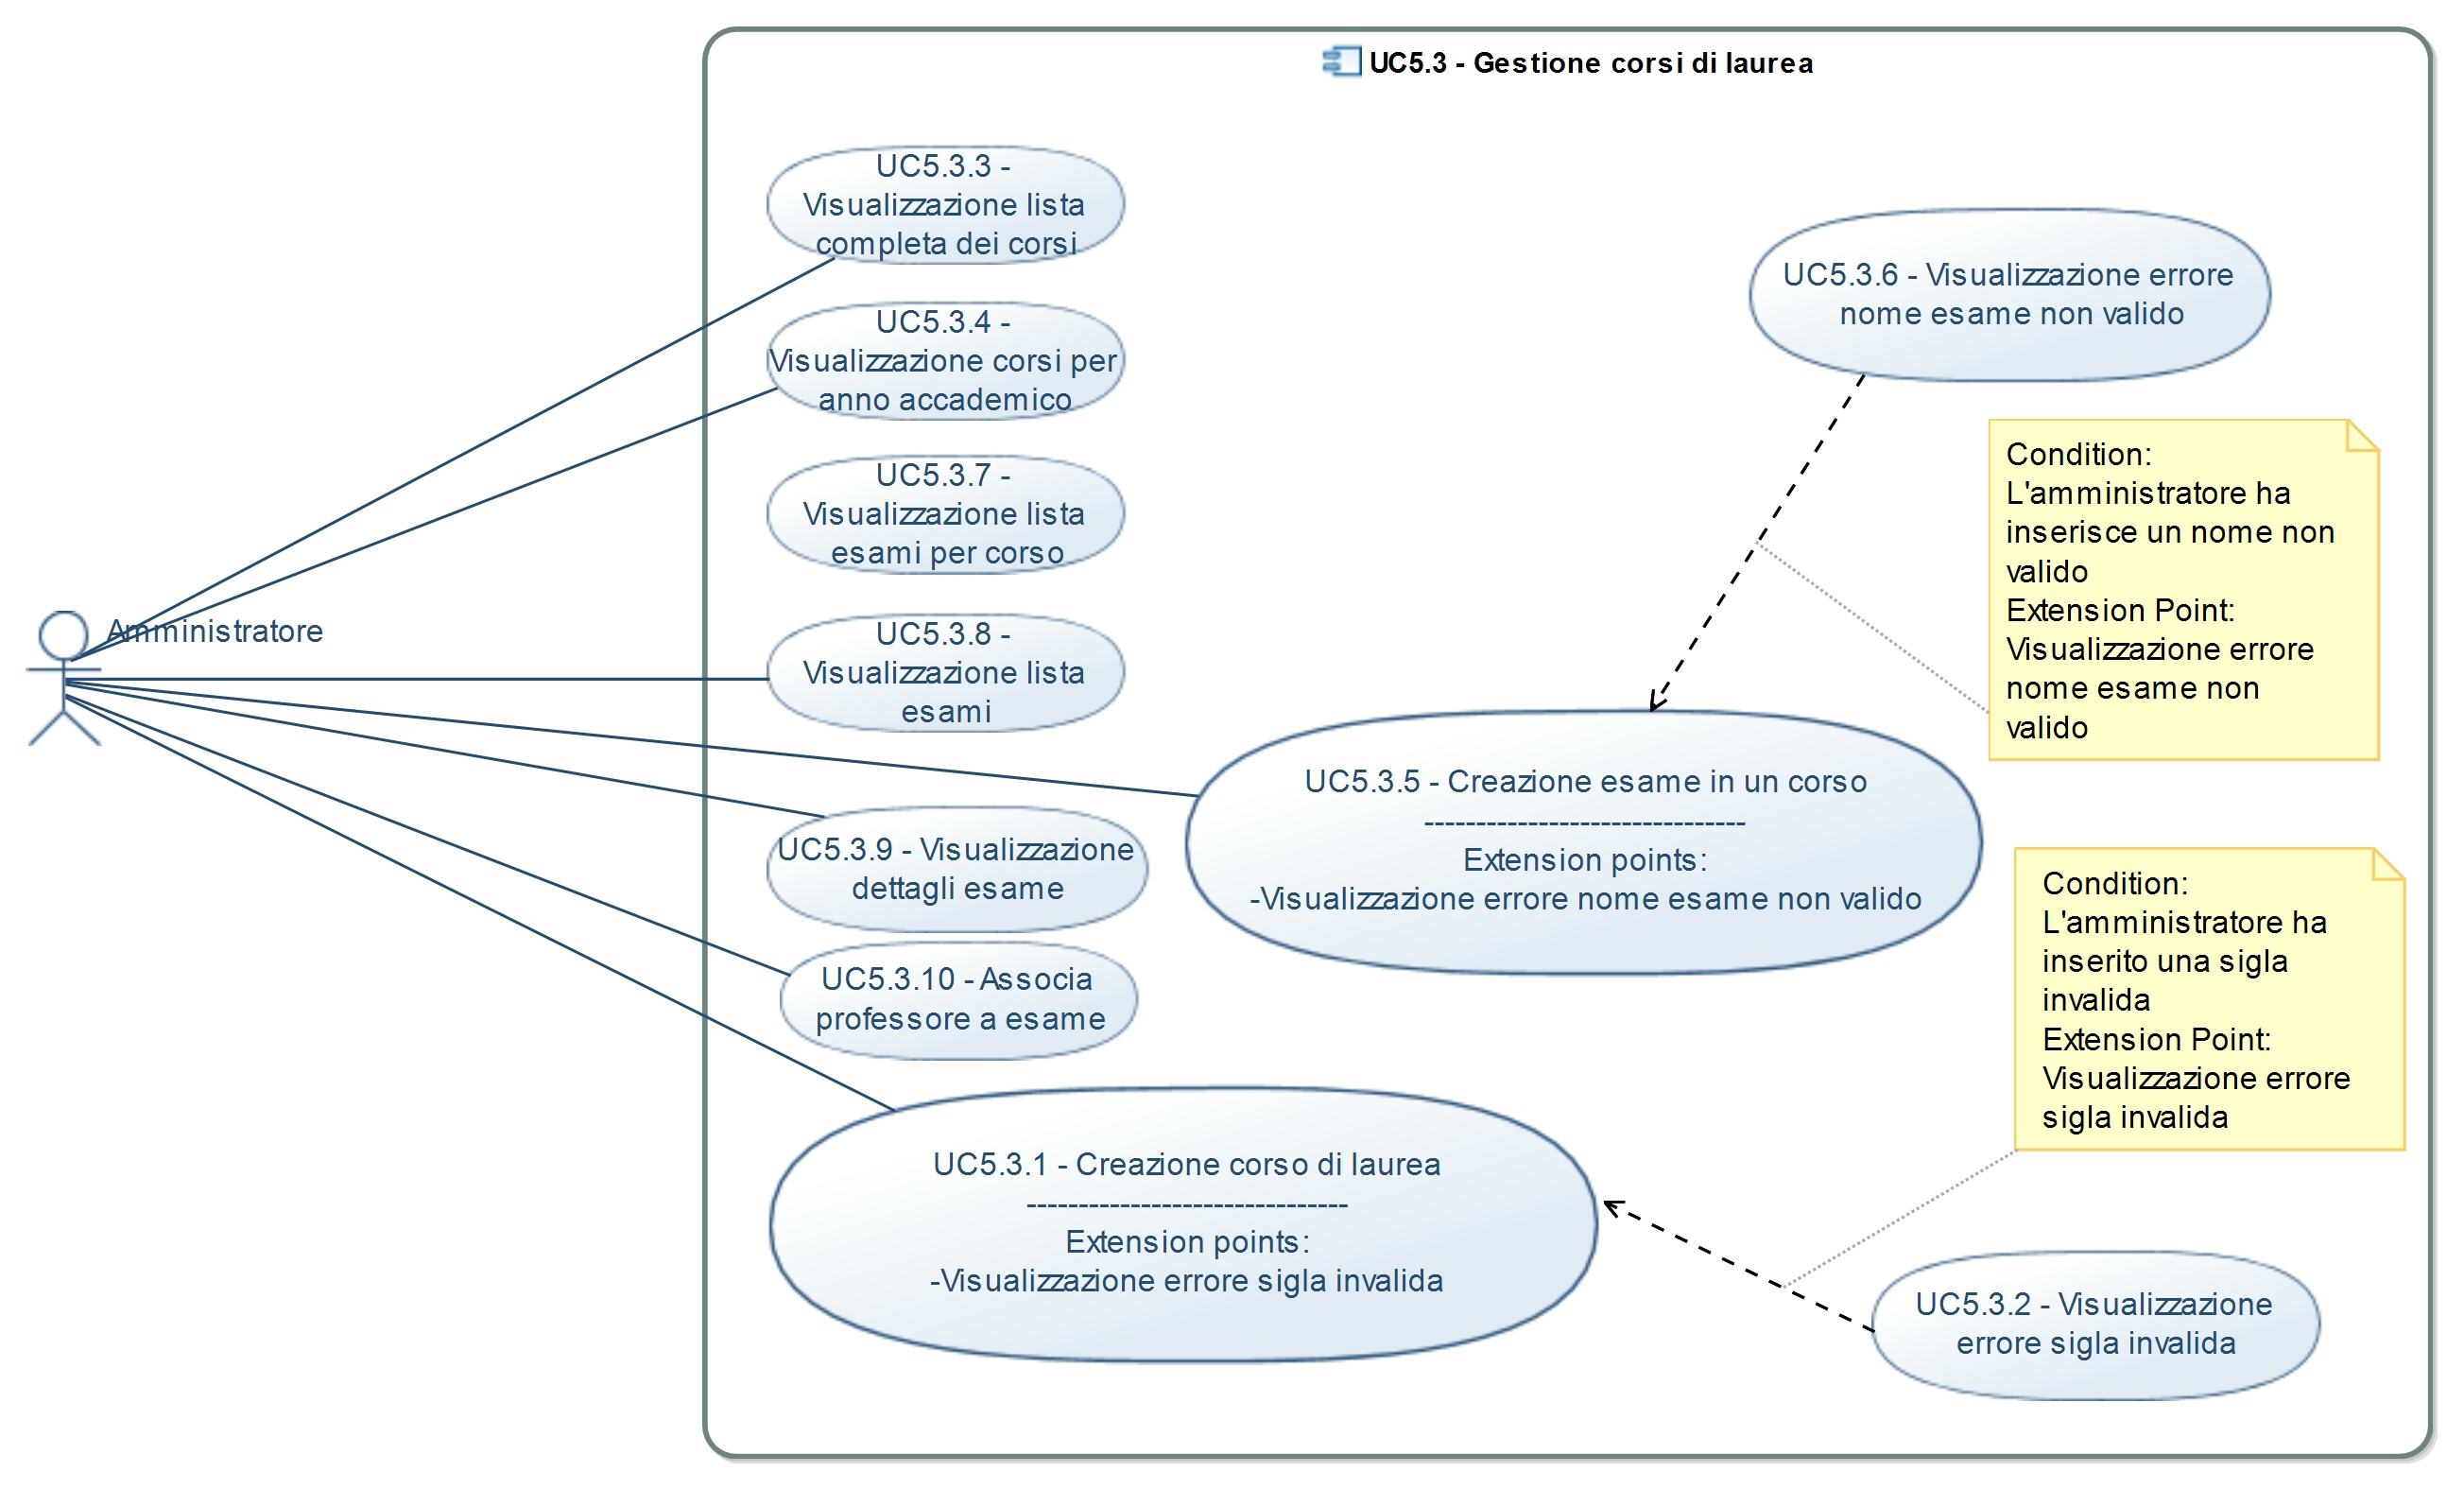 UC5.3 - Gestione corsi di laurea
UC5.3.3 -
Visualizzazione lista
completa dei corsi
UC5.3.4 -
Visualizzazione corsi per
anno accademico
UC5.3.7 -
Visualizzazione lista
esami per corso
Amministratore
UC5.3.8 -
Visualizzazione lista
esami
UC5.3.9 - Visualizzazione
dettagli esame
UC5.3.10 - Associa
professore a esame
UC5.3.6 - Visualizzazione errore
nome esame non valido
Condition:
L'amministratore ha
inserisce un nome non
valido
Extension Point:
Visualizzazione errore
nome esame non
valido
UC5.3.5 - Creazione esame in un corso
-------------------------------
Extension points:
-Visualizzazione errore nome esame non valido
Condition:
L'amministratore ha
inserito una sigla
invalida
Extension Point:
Visualizzazione errore
sigla invalida
UC5.3.1 - Creazione corso di laurea
-------------------------------
Extension points:
-Visualizzazione errore sigla invalida
UC5.3.2 - Visualizzazione
errore sigla invalida